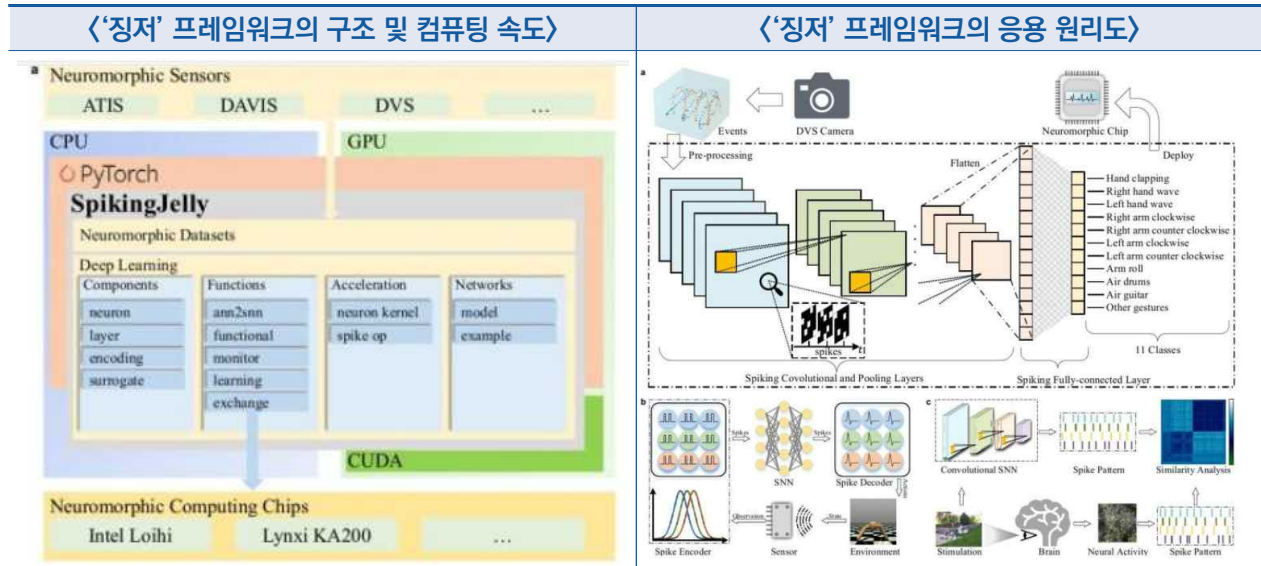 〈‘징저’ 프레임워크의 구조 및 컴퓨팅 속도〉
〈‘징저’ 프레임워크의 응용 원리도〉
a
Neuromorphic Sensors
ATIS DAVIS DVS ...
CPU GPU
PyTorch
SpikingJelly
Neuromorphic Datasets
Deep Learning
Components Functions Acceleration Networks
neuron ann2snn neuron kernel model
layer functional spike op example
encoding monitor
surrogate learning
exchange
CUDA
Neuromorphic Computing Chips
Intel Loihi Lynxi KA200 ...
a
Events DVS Camera Neuromorphic Chip
Pre-processing Flatten Deploy
Hand clapping
Right hand wave
Left hand wave
Right arm clockwise
Right arm counter clockwise
Left arm clockwise
Left arm counter clockwise
Arm roll
Air drums
Air guitar
Other gestures
spikes t
11 Classes
Spiking Covolutional and Pooling Layers Spiking Fully-connected Layer
b
Spikes Spikes
SNN Spike Decoder
Actions
Observation State
Spike Encoder Sensor Environment
c
Convolutional SNN Spike Pattern Similarity Analysis
Stimulation Brain Neural Activity Spike Pattern